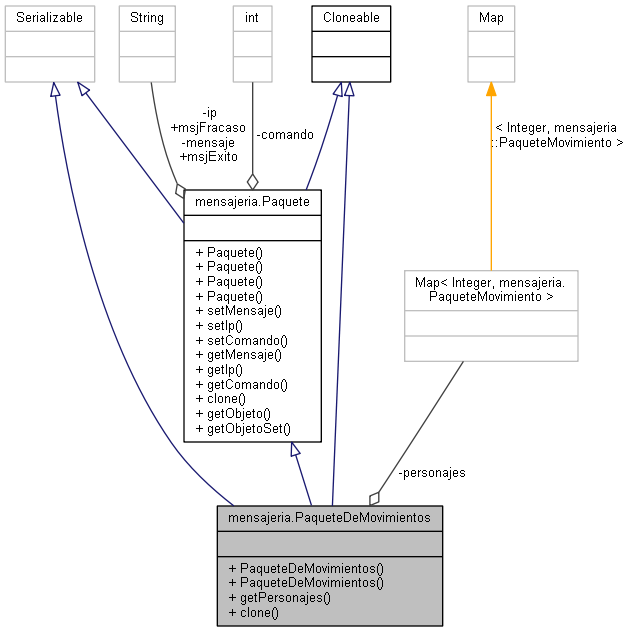 Serializable
String
int
Cloneable
Map
-ip
+msjFracaso
-mensaje
+msjExito
-comando
< Integer, mensajeria
::PaqueteMovimiento >
mensajeria.Paquete
+ Paquete()
+ Paquete()
+ Paquete()
+ Paquete()
+ setMensaje()
+ setIp()
+ setComando()
+ getMensaje()
+ getIp()
+ getComando()
+ clone()
+ getObjeto()
+ getObjetoSet()
Map< Integer, mensajeria.
PaqueteMovimiento >
-personajes
mensajeria.PaqueteDeMovimientos
+ PaqueteDeMovimientos()
+ PaqueteDeMovimientos()
+ getPersonajes()
+ clone()